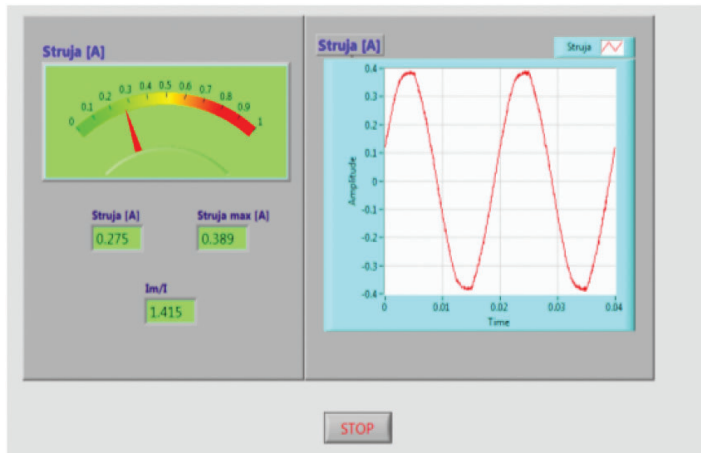 Struja [A]
0 0.1 0.2 0.3 0.4 0.5 0.6 0.7 0.8 0.9 1
Struja [A]
0.275
Struja max [A]
0.389
Im/I
1.415
Struja [A]
Struja
Amplitude
0.4
0.3
0.2
0.1
0
-0.1
-0.2
-0.3
-0.4
0 0.01 0.02 0.03 0.04
Time
STOP